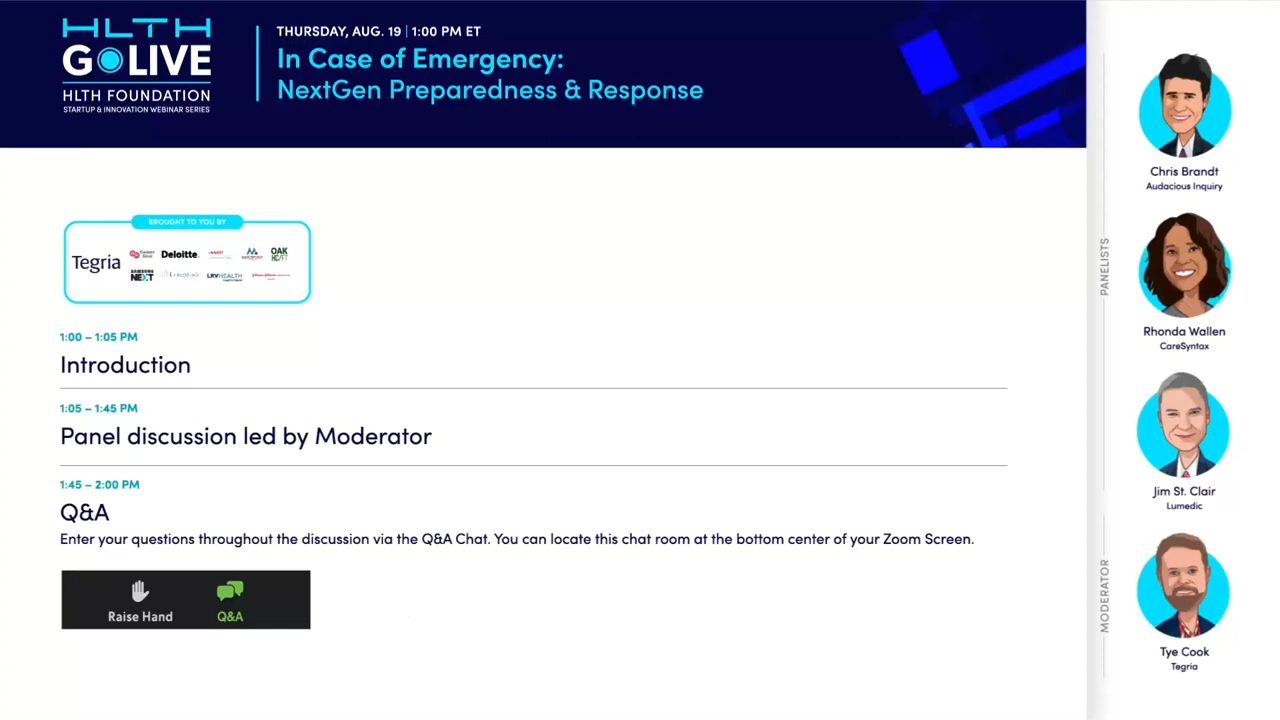 HLTH
GO LIVE
HLTH FOUNDATION
STARTUP & INNOVATION WEBINAR SERIES
THURSDAY, AUG. 19 | 1:00 PM ET
In Case of Emergency:
NextGen Preparedness & Response
BROUGHT TO YOU BY
Tegria
Deloitte.
OAK
HC/FT
SAMSUNG
NEXT
LRVHEALTH
1:00 – 1:05 PM
Introduction
1:05 – 1:45 PM
Panel discussion led by Moderator
1:45 – 2:00 PM
Q&A
Enter your questions throughout the discussion via the Q&A Chat. You can locate this chat room at the bottom center of your Zoom Screen.
Raise Hand
Q&A
PANELISTS
Chris Brandt
Audacious Inquiry
Rhonda Wallen
CareSyntax
Jim St. Clair
Lumedic
MODERATOR
Tye Cook
Tegria